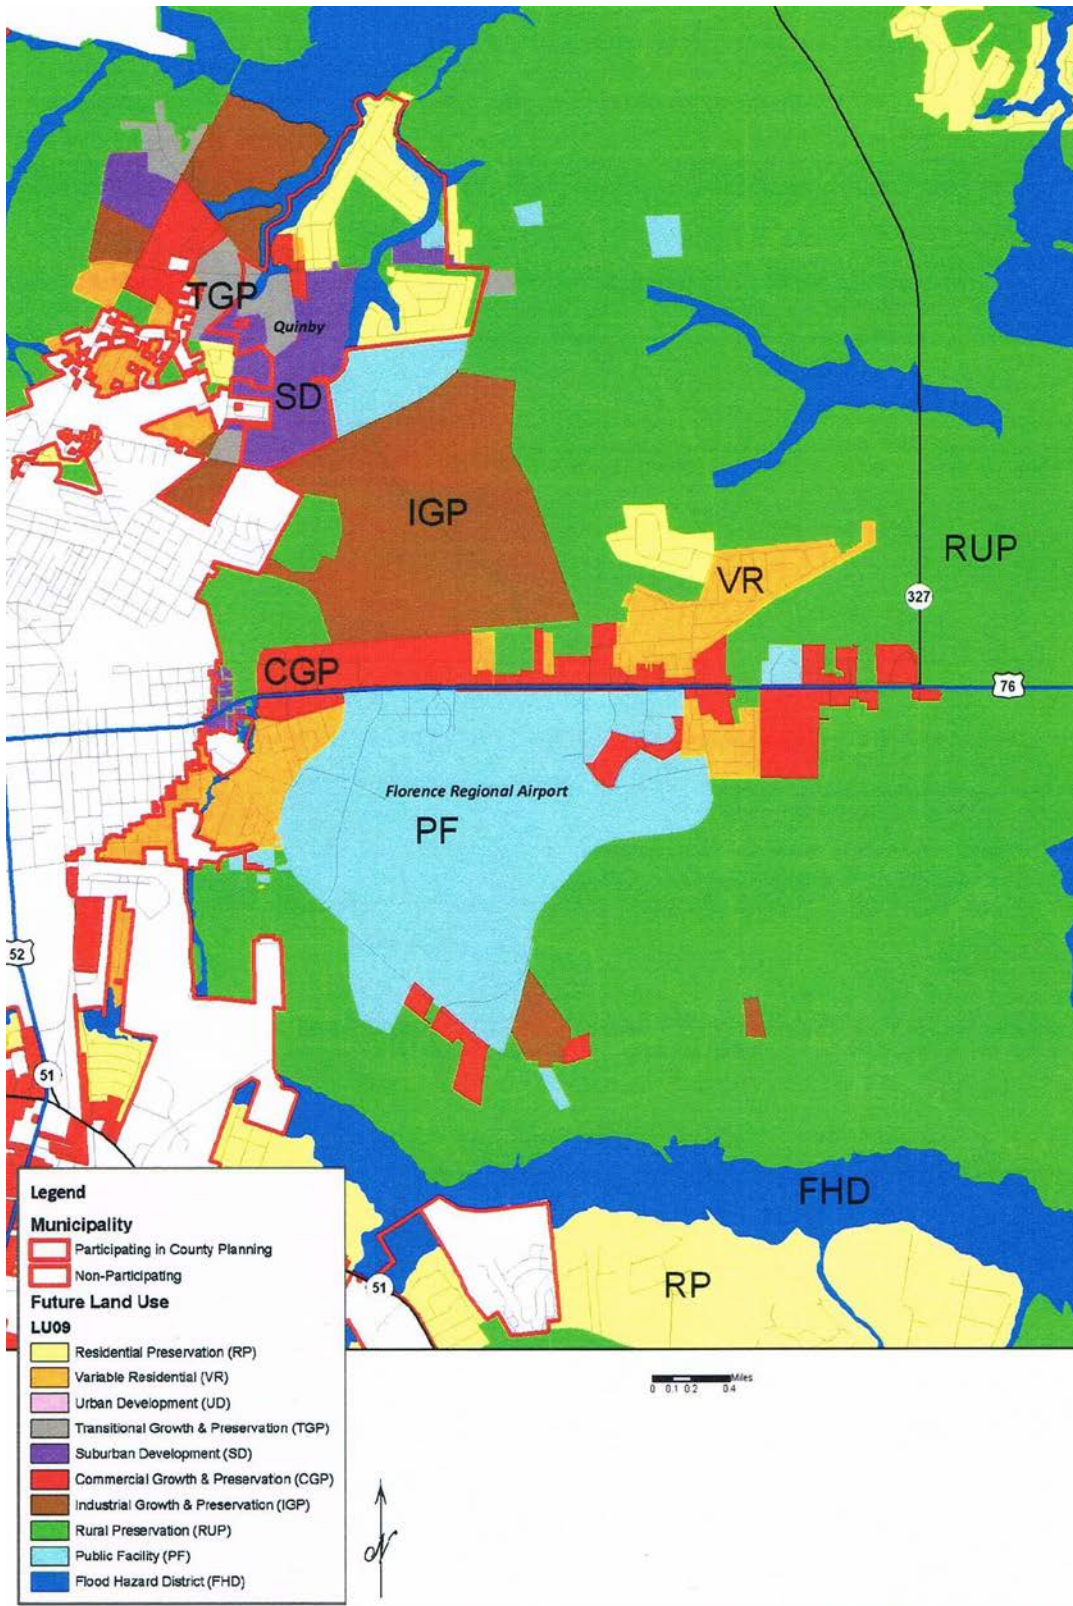 TGP
Quinby
SD
IGP
RUP
VR
327
CGP
76
Florence Regional Airport
PF
52
51
FHD
51
RP
Legend
Municipality
Participating in County Planning
Non-Participating
Future Land Use
LU09
Residential Preservation (RP)
Variable Residential (VR)
Urban Development (UD)
Transitional Growth & Preservation (TGP)
Suburban Development (SD)
Commercial Growth & Preservation (CGP)
Industrial Growth & Preservation (IGP)
Rural Preservation (RUP)
Public Facility (PF)
Flood Hazard District (FHD)
Miles
0 0.1 0.2 0.4
N